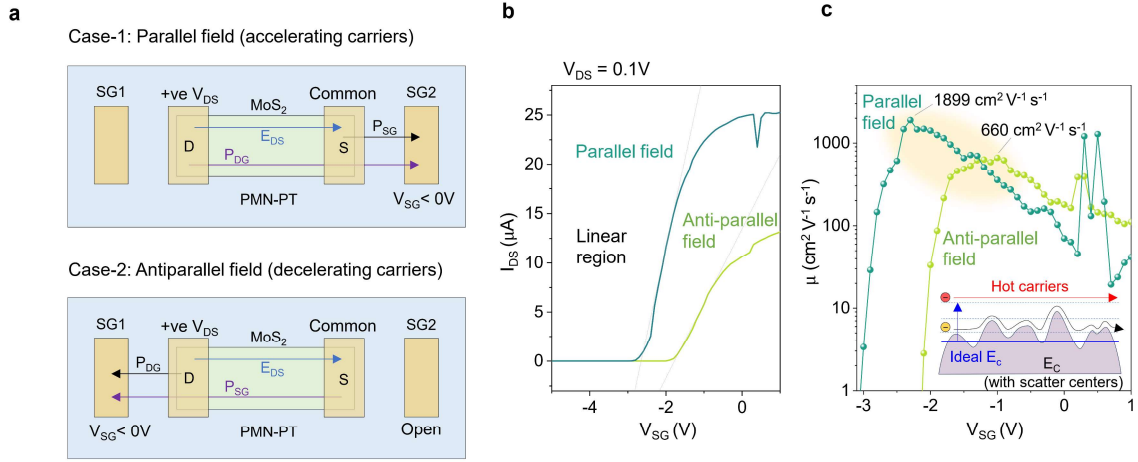 a
Case-1: Parallel field (accelerating carriers)
SG1
+ve V_DS
MoS₂
Common
SG2
E_DS
P_SG
D
S
P_DG
PMN-PT
V_SG< 0V
Case-2: Antiparallel field (decelerating carriers)
SG1
+ve V_DS
MoS₂
Common
SG2
P_DG
E_DS
D
S
P_SG
V_SG< 0V
PMN-PT
Open
b
V_DS = 0.1V
25
20
15
10
5
0
I_DS (µA)
Parallel field
Anti-parallel
field
Linear
region
-4
-2
0
V_SG (V)
c
1000
100
10
1
µ (cm² V⁻¹ s⁻¹)
Parallel
field
1899 cm² V⁻¹ s⁻¹
660 cm² V⁻¹ s⁻¹
Anti-parallel
field
Hot carriers
Ideal E_c
E_C
(with scatter centers)
-3
-2
-1
0
1
V_SG (V)